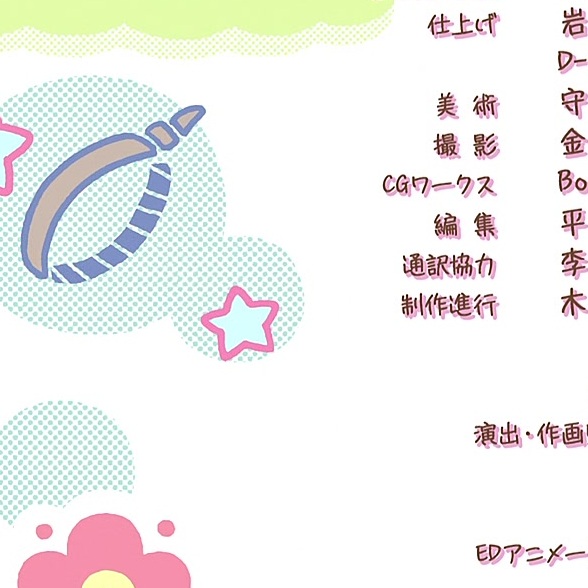 仕上げ 岩
D-
美術 守
撮影 金
CGワークス Bo
編集 平
通訳協力 李
制作進行 木
演出・作画
EDアニメー